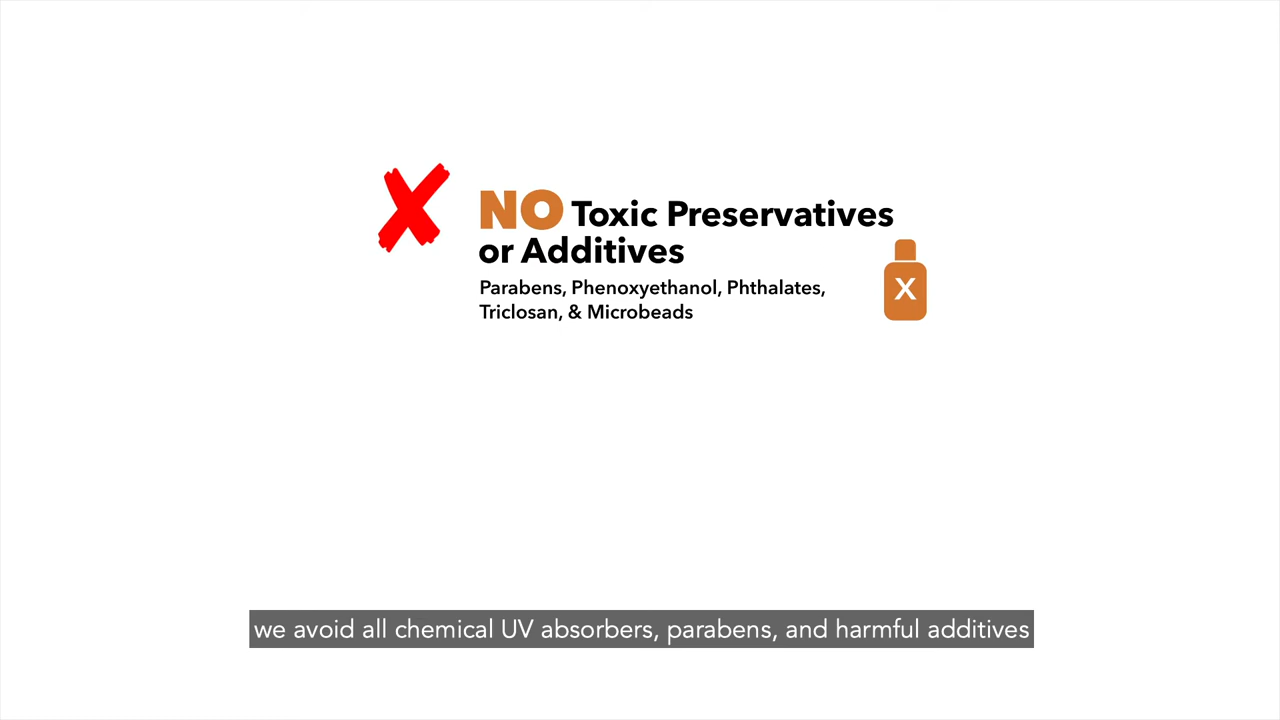 NO Toxic Preservatives
or Additives
Parabens, Phenoxyethanol, Phthalates,
Triclosan, & Microbeads
X
we avoid all chemical UV absorbers, parabens, and harmful additives